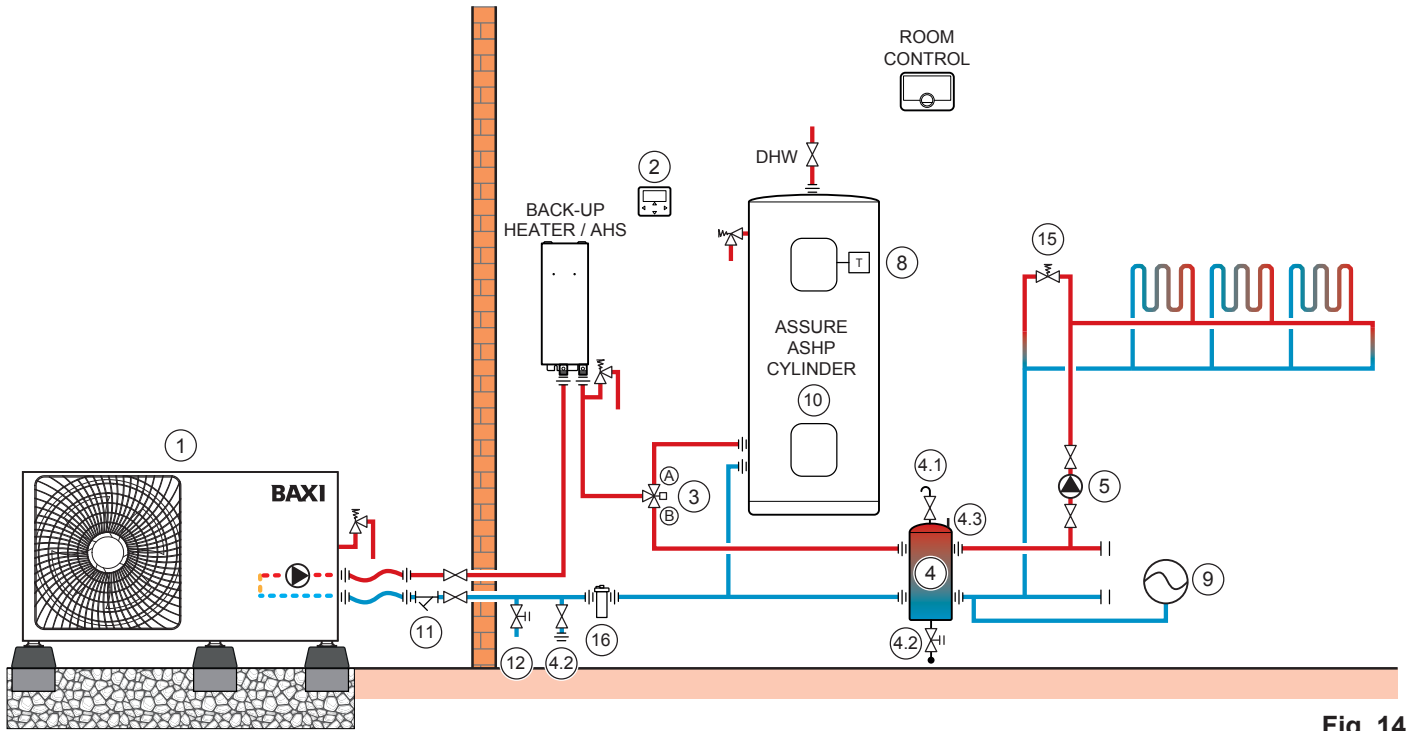 ROOM
CONTROL
2
DHW
BACK-UP
HEATER / AHS
15
T
8
ASSURE
ASHP
CYLINDER
10
1
4.1
A
3
B
4.3
5
BAXI
4
9
11
16
12
4.2
4.2
Fig. 14